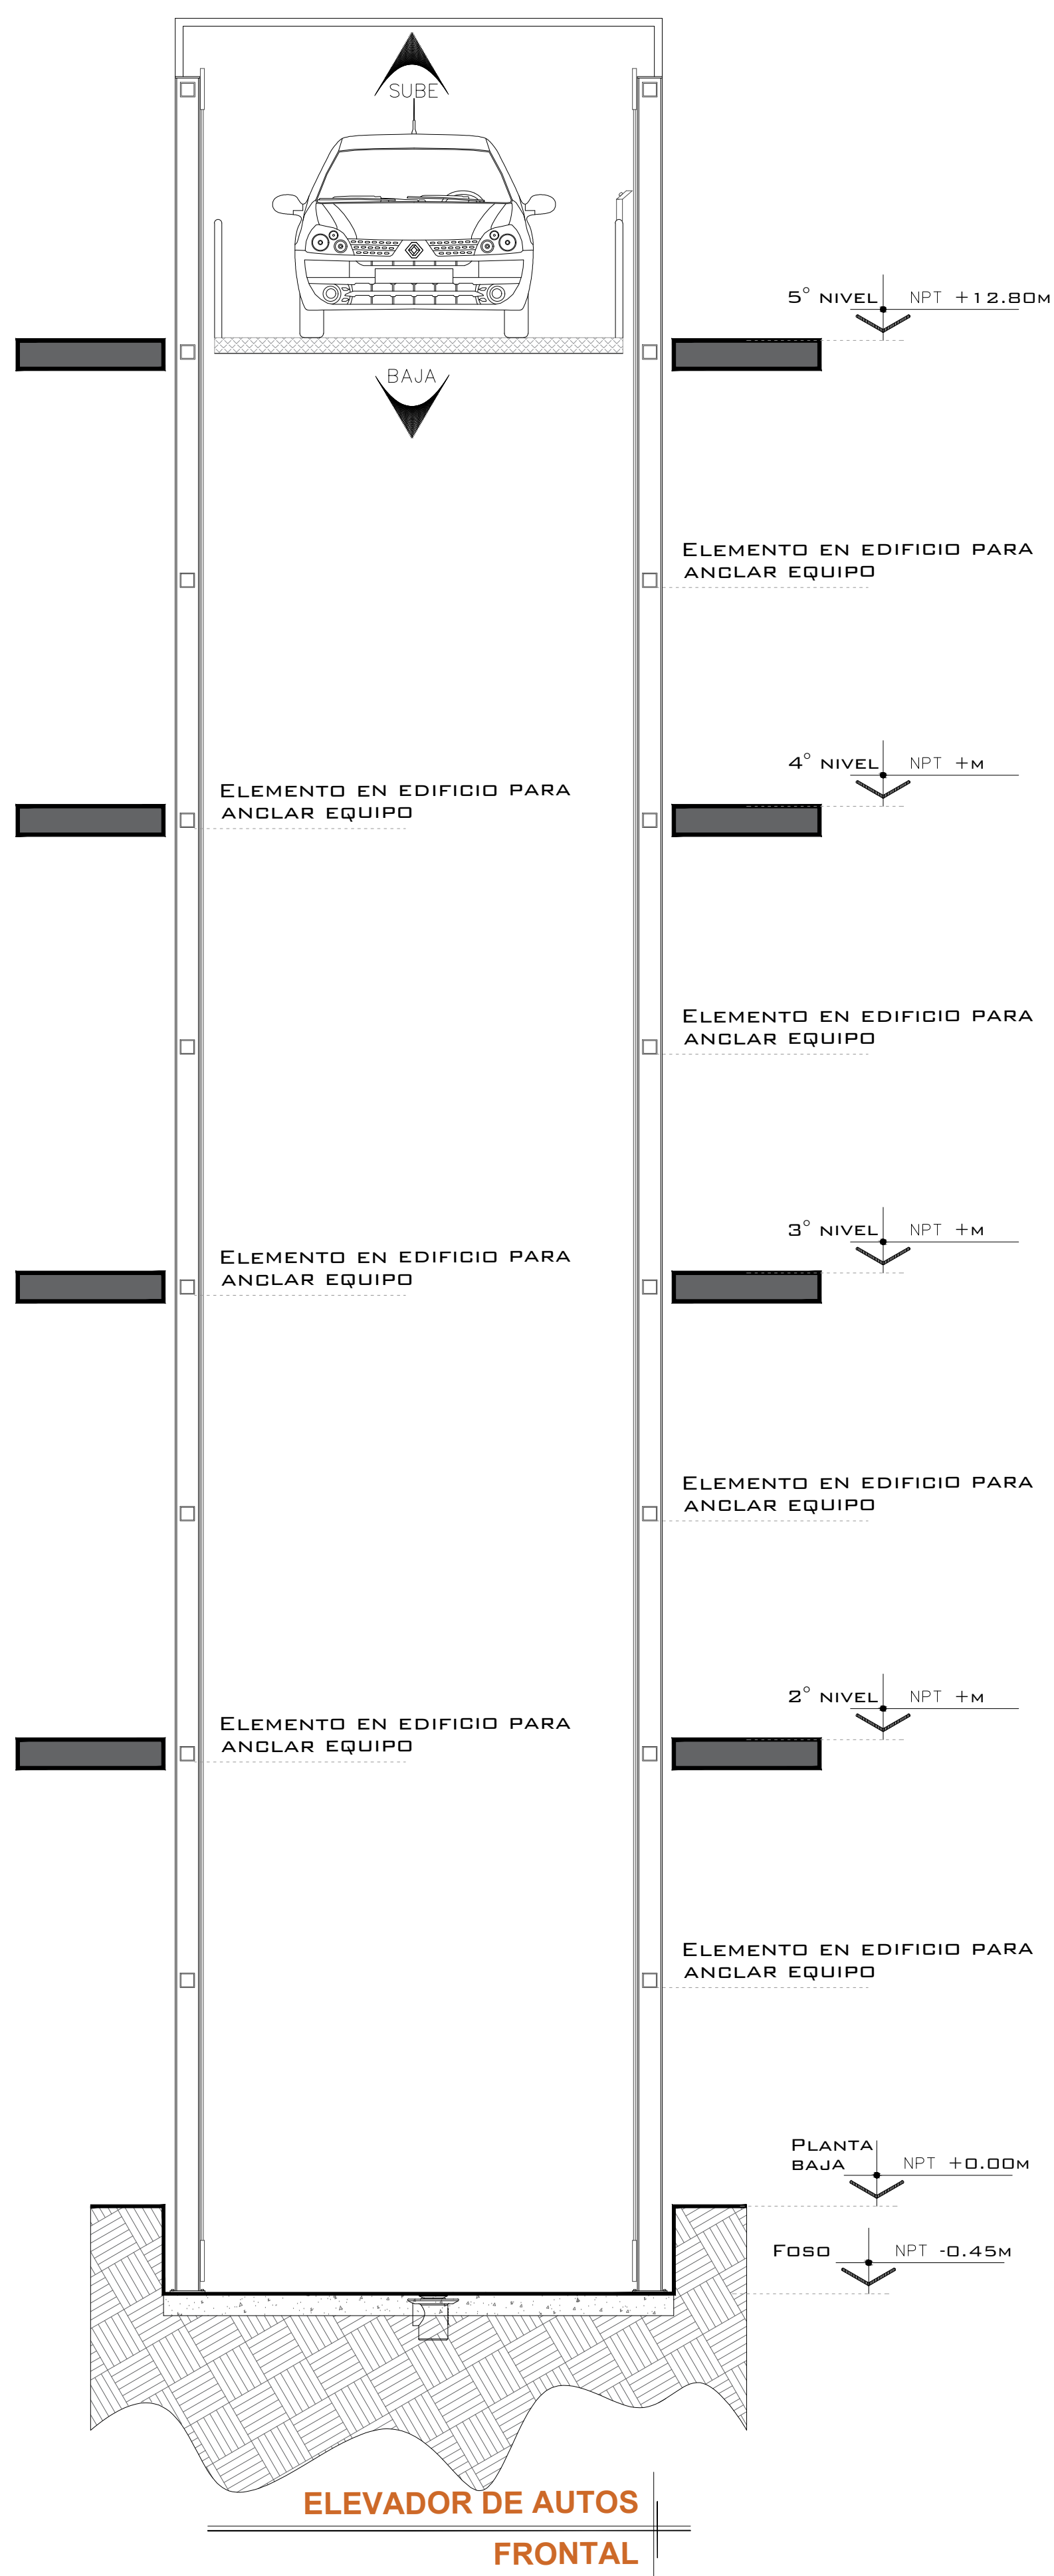 SUBE
5° NIVEL NPT +12.80M
BAJA
ELEMENTO EN EDIFICIO PARA
ANCLAR EQUIPO
4° NIVEL NPT +M
ELEMENTO EN EDIFICIO PARA
ANCLAR EQUIPO
ELEMENTO EN EDIFICIO PARA
ANCLAR EQUIPO
3° NIVEL NPT +M
ELEMENTO EN EDIFICIO PARA
ANCLAR EQUIPO
ELEMENTO EN EDIFICIO PARA
ANCLAR EQUIPO
2° NIVEL NPT +M
ELEMENTO EN EDIFICIO PARA
ANCLAR EQUIPO
ELEMENTO EN EDIFICIO PARA
ANCLAR EQUIPO
PLANTA
BAJA NPT +0.00M
FOSO NPT -0.45M
ELEVADOR DE AUTOS
FRONTAL